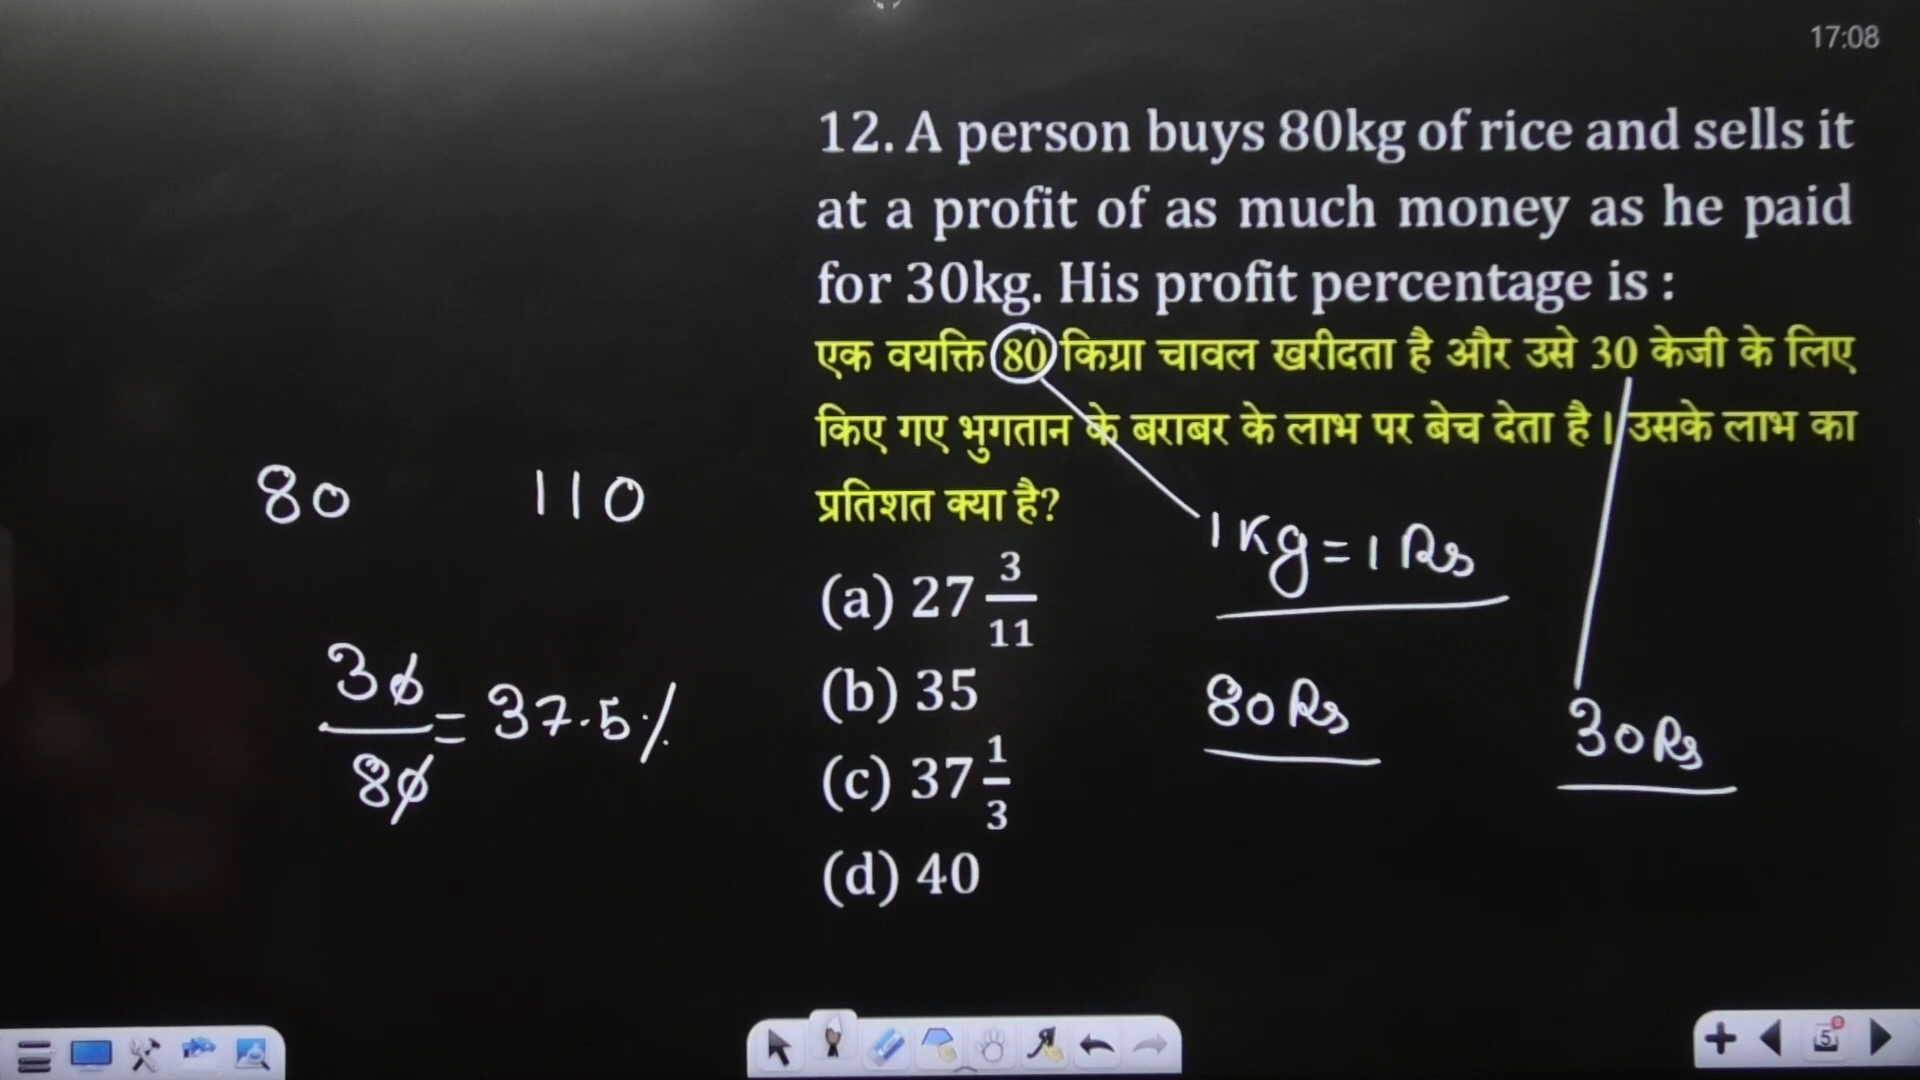 17:08
12. A person buys 80kg of rice and sells it
at a profit of as much money as he paid
for 30kg. His profit percentage is :
एक वयक्ति 80 किग्रा चावल खरीदता है और उसे 30 केजी के लिए
किए गए भुगतान के बराबर के लाभ पर बेच देता है। उसके लाभ का
प्रतिशत क्या है?
(a) 27 3/11
(b) 35
(c) 37 1/3
(d) 40
80 110
30/80 = 37.5%
1 Kg = 1 Rs
80 Rs
30 Rs
5